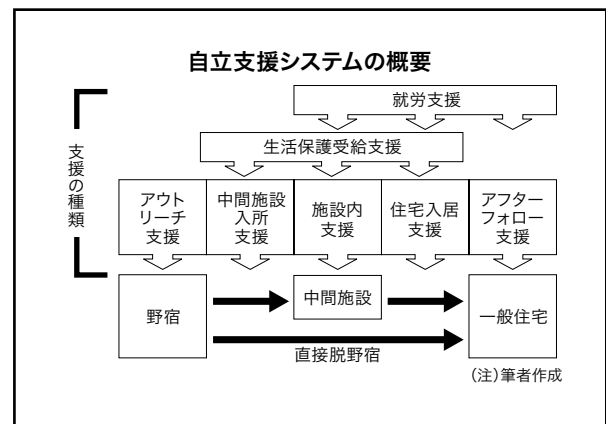 自立支援システムの概要
就労支援
生活保護受給支援
支援の種類
アウト
リーチ
支援
中間施設
入所
支援
施設内
支援
住宅入居
支援
アフター
フォロー
支援
野宿
中間施設
一般住宅
直接脱野宿
(注)筆者作成